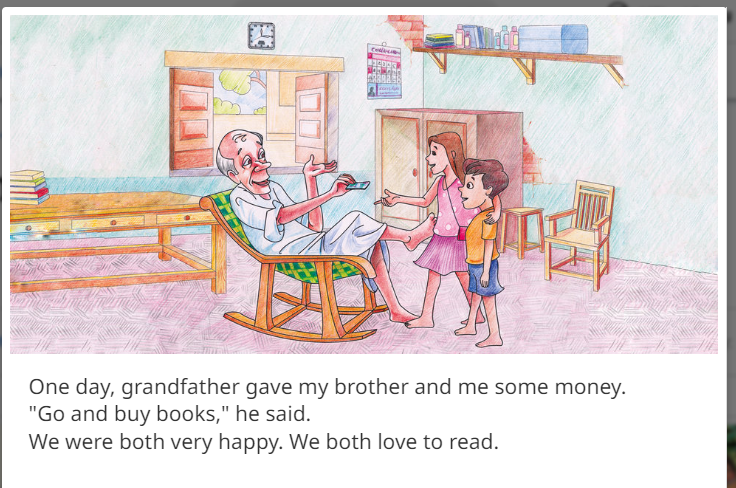 One day, grandfather gave my brother and me some money.
"Go and buy books," he said.
We were both very happy. We both love to read.